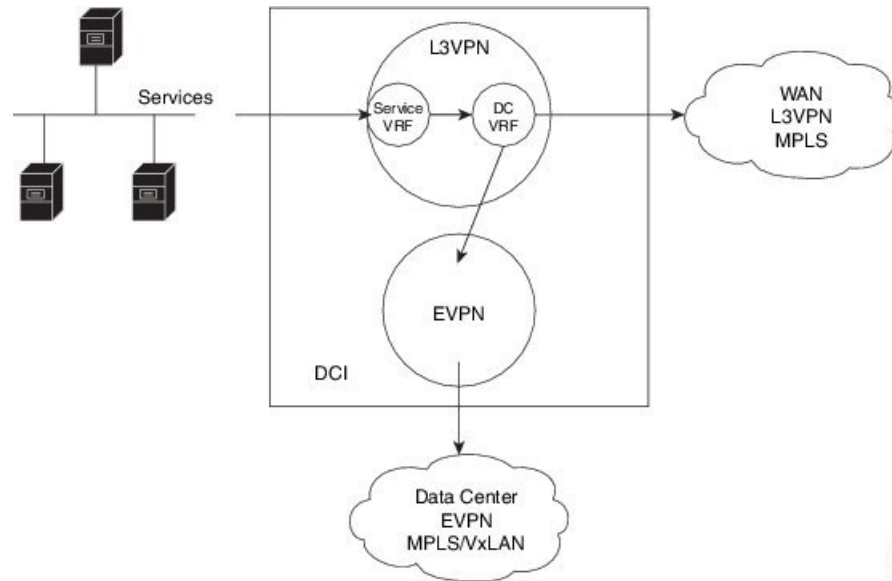 L3VPN
Services
Service
VRF
DC
VRF
WAN
L3VPN
MPLS
EVPN
DCI
Data Center
EVPN
MPLS/VxLAN